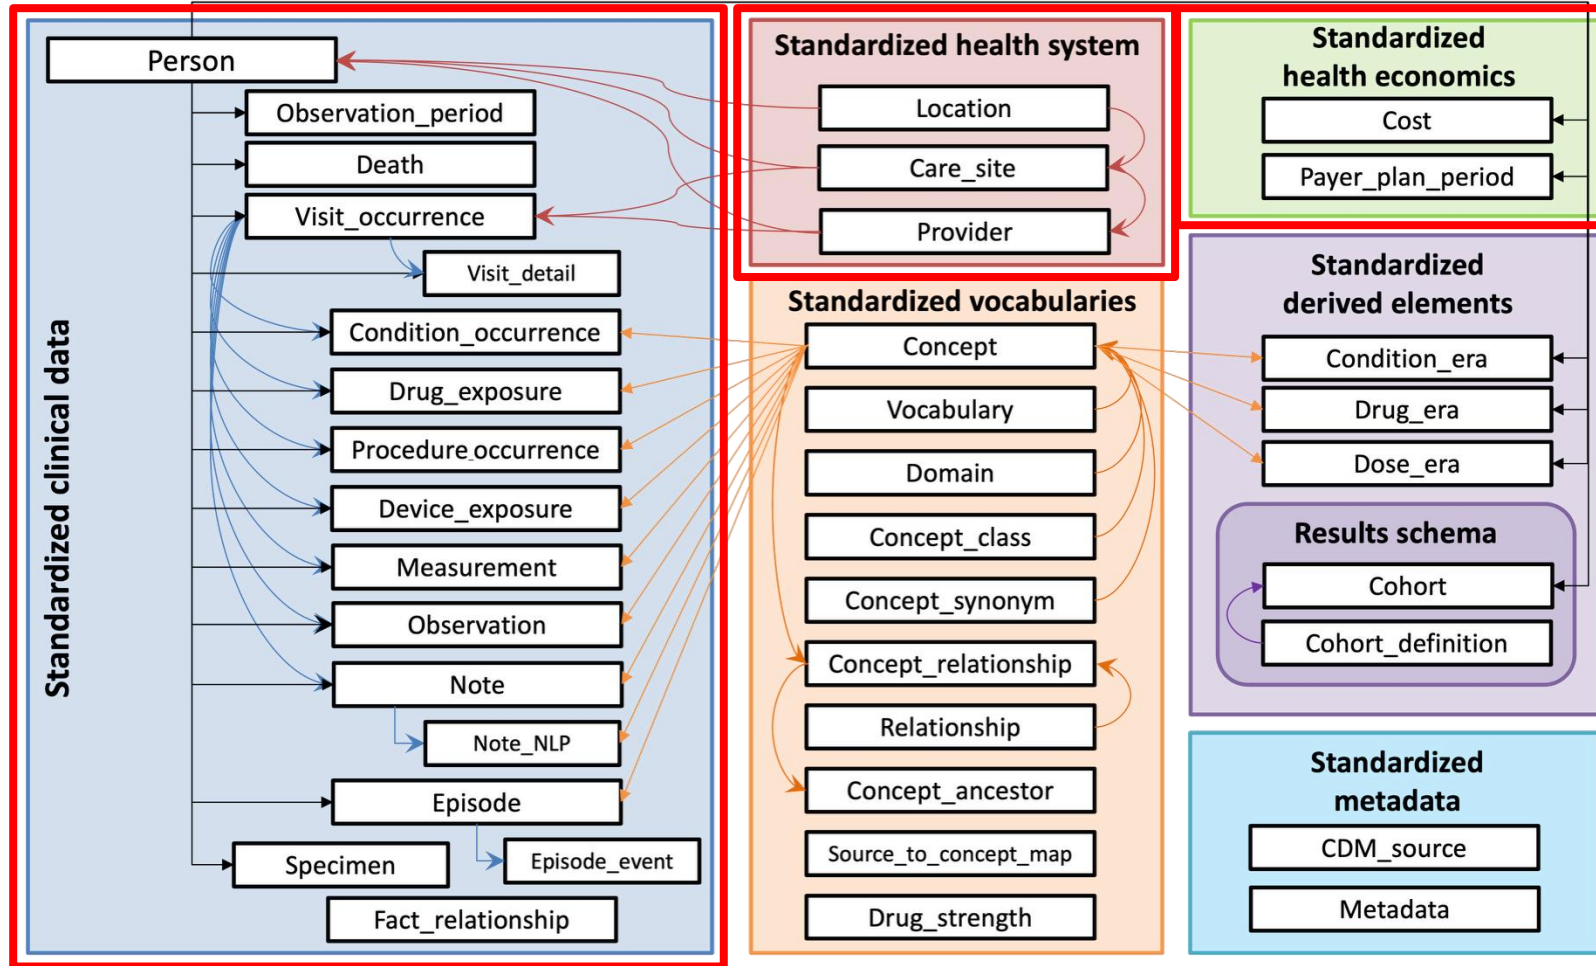 Standardized clinical data
Person
Observation_period
Death
Visit_occurrence
Visit_detail
Condition_occurrence
Drug_exposure
Procedure_occurrence
Device_exposure
Measurement
Observation
Note
Note_NLP
Episode
Episode_event
Specimen
Fact_relationship
Standardized health system
Location
Care_site
Provider
Standardized vocabularies
Concept
Vocabulary
Domain
Concept_class
Concept_synonym
Concept_relationship
Relationship
Concept_ancestor
Source_to_concept_map
Drug_strength
Standardized
health economics
Cost
Payer_plan_period
Standardized
derived elements
Condition_era
Drug_era
Dose_era
Results schema
Cohort
Cohort_definition
Standardized
metadata
CDM_source
Metadata